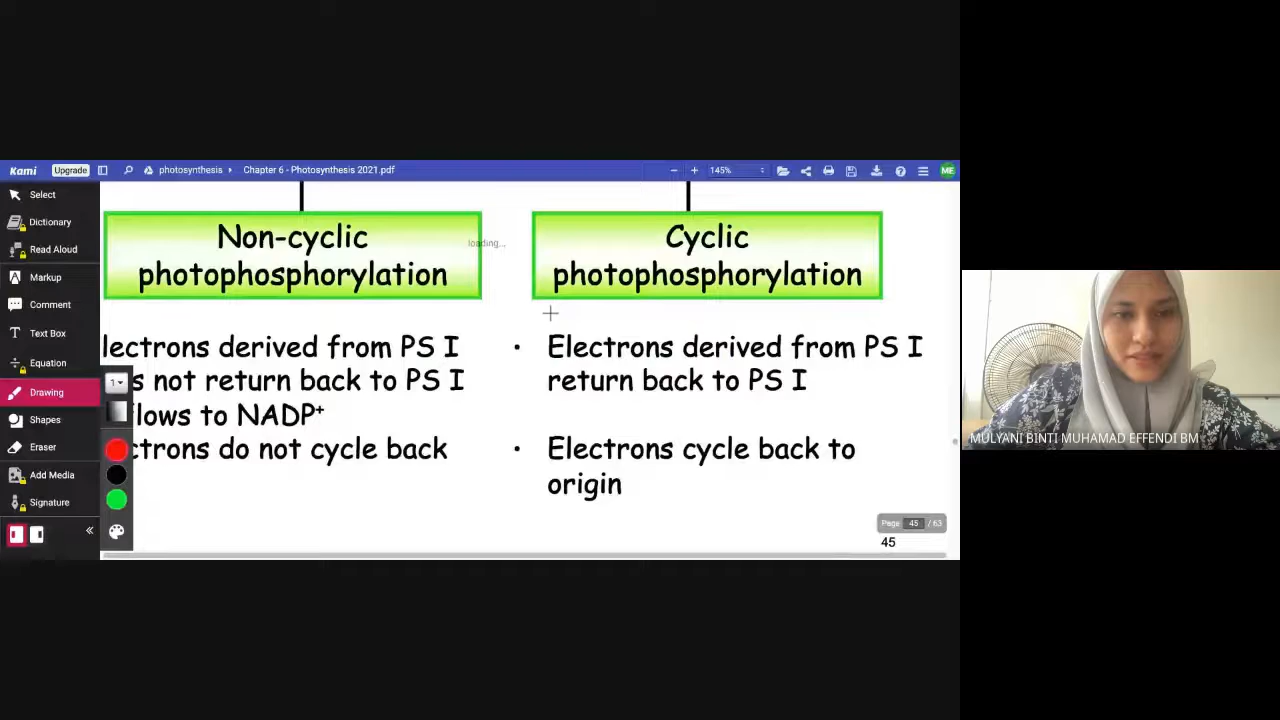 Kami
Upgrade
photosynthesis
Chapter 6 - Photosynthesis 2021.pdf
145%
ME
Select
Dictionary
Read Aloud
Markup
Comment
Text Box
Equation
Drawing
Shapes
Eraser
Add Media
Signature
1
Non-cyclic
photophosphorylation
loading...
lectrons derived from PS I
s not return back to PS I
flows to NADP⁺
ctrons do not cycle back
Cyclic
photophosphorylation
• Electrons derived from PS I
return back to PS I
• Electrons cycle back to
origin
Page 45 / 63
45
MULYANI BINTI MUHAMAD EFFENDI BM